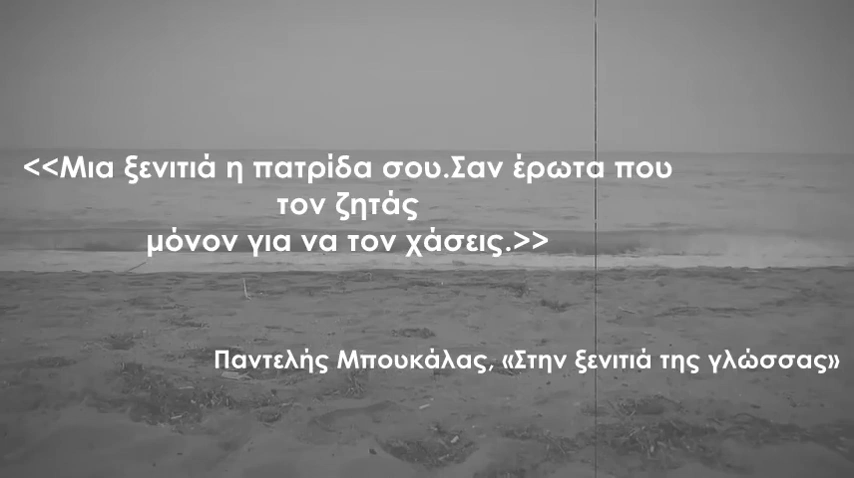 <<Μια ξενιτιά η πατρίδα σου.Σαν έρωτα που
τον ζητάς
μόνον για να τον χάσεις.>>
Παντελής Μπουκάλας, «Στην ξενιτιά της γλώσσας»